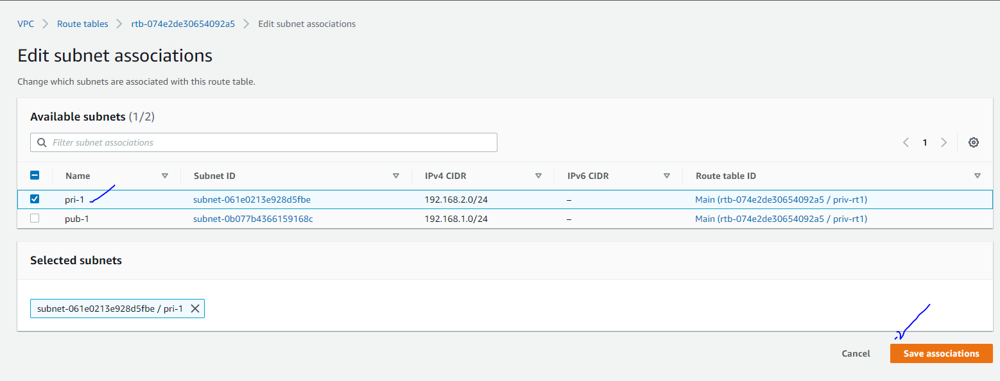 VPC > Route tables > rtb-074e2de30654092a5 > Edit subnet associations
Edit subnet associations
Change which subnets are associated with this route table.
Available subnets (1/2)
Filter subnet associations
1
Name Subnet ID IPv4 CIDR IPv6 CIDR Route table ID
pri-1 subnet-061e0213e928d5fbe 192.168.2.0/24 – Main (rtb-074e2de30654092a5 / priv-rt1)
pub-1 subnet-0b077b4366159168c 192.168.1.0/24 – Main (rtb-074e2de30654092a5 / priv-rt1)
Selected subnets
subnet-061e0213e928d5fbe / pri-1
Cancel Save associations